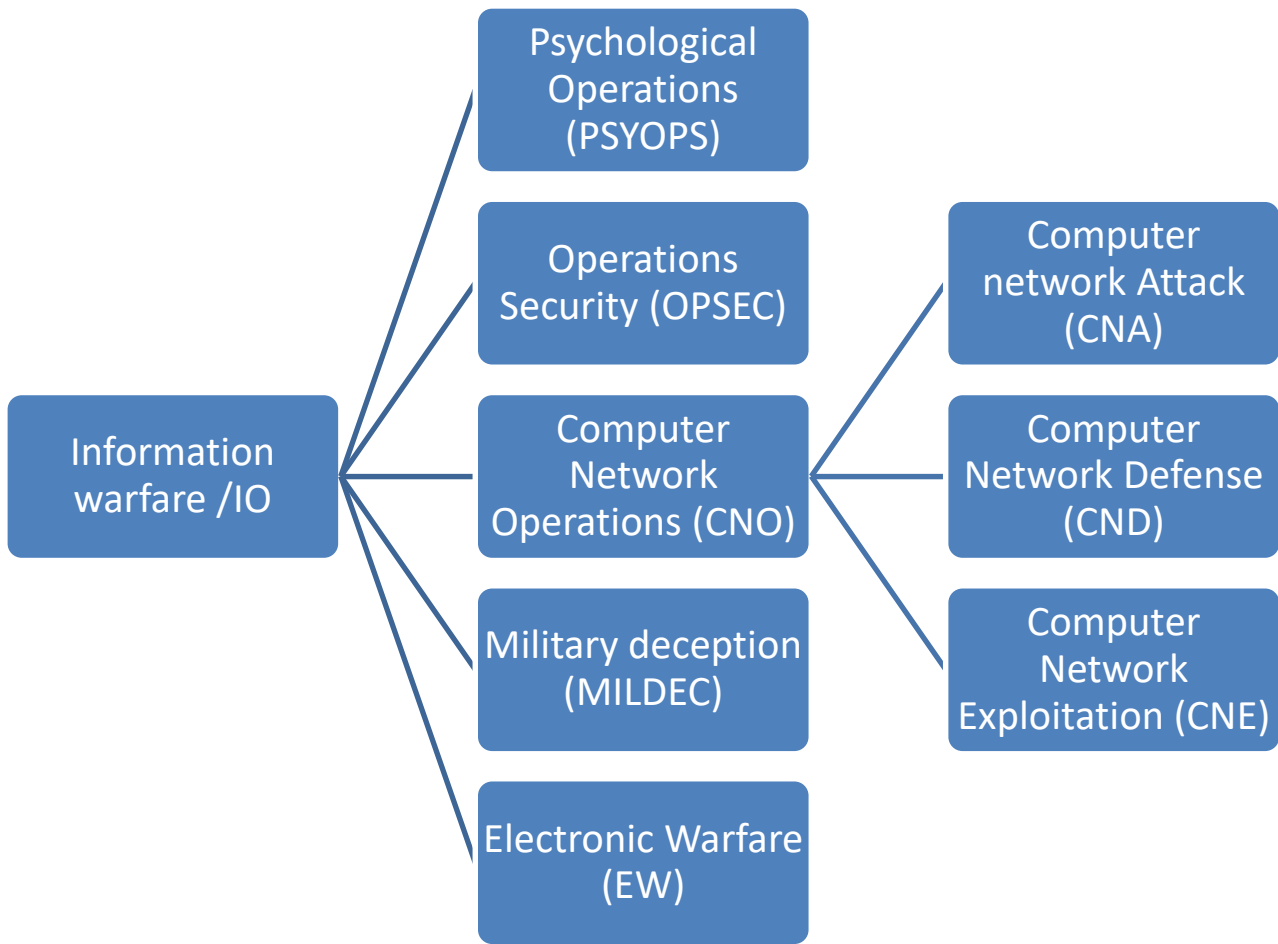 Information
warfare /IO
Psychological
Operations
(PSYOPS)
Operations
Security (OPSEC)
Computer
Network
Operations (CNO)
Military deception
(MILDEC)
Electronic Warfare
(EW)
Computer
network Attack
(CNA)
Computer
Network Defense
(CND)
Computer
Network
Exploitation (CNE)